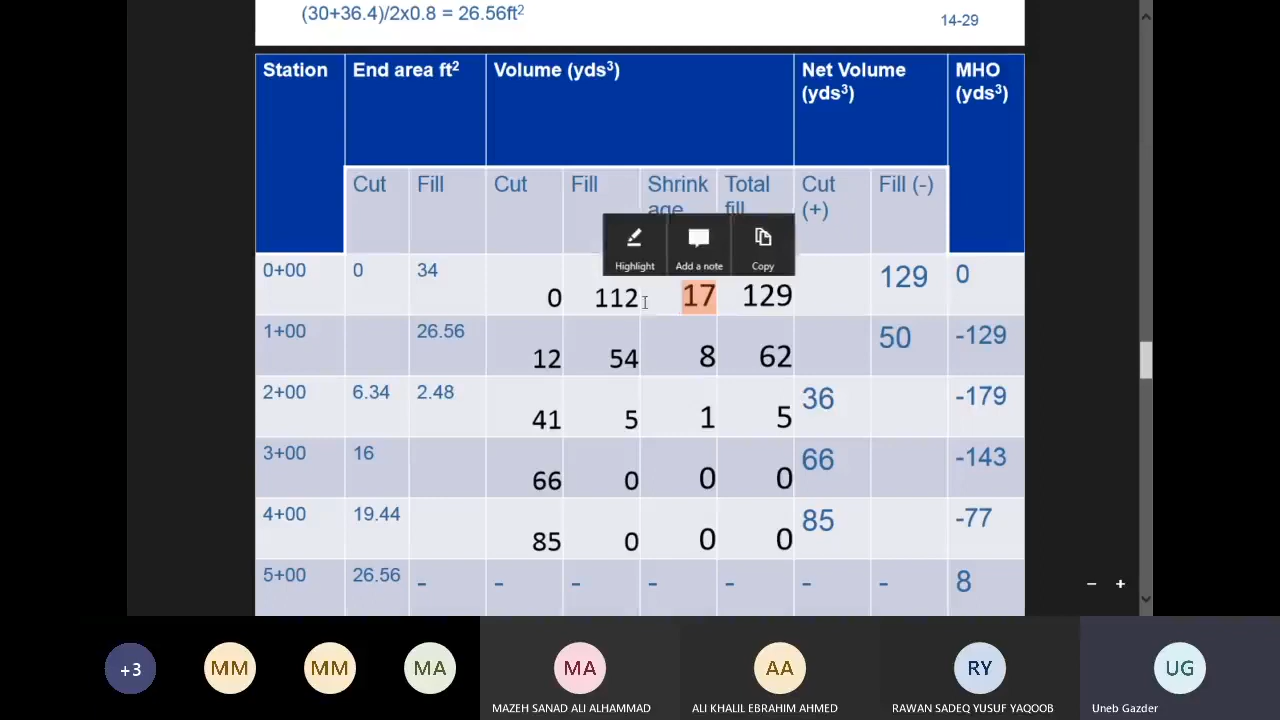 (30+36.4)/2x0.8 = 26.56ft²
14-29
Station End area ft² Volume (yds³) Net Volume (yds³) MHO (yds³)
Cut Fill Cut Fill Shrinkage Total fill Cut (+) Fill (-)
Highlight Add a note Copy
0+00 0 34 0 112 17 129 129 0
1+00 26.56 12 54 8 62 50 -129
2+00 6.34 2.48 41 5 1 5 36 -179
3+00 16 66 0 0 0 66 -143
4+00 19.44 85 0 0 0 85 -77
5+00 26.56 - - - - - - - 8
+3 MM MM MA MA AA RY UG
MAZEH SANAD ALI ALHAMMAD ALI KHALIL EBRAHIM AHMED RAWAN SADEQ YUSUF YAQOOB Uneb Gazder